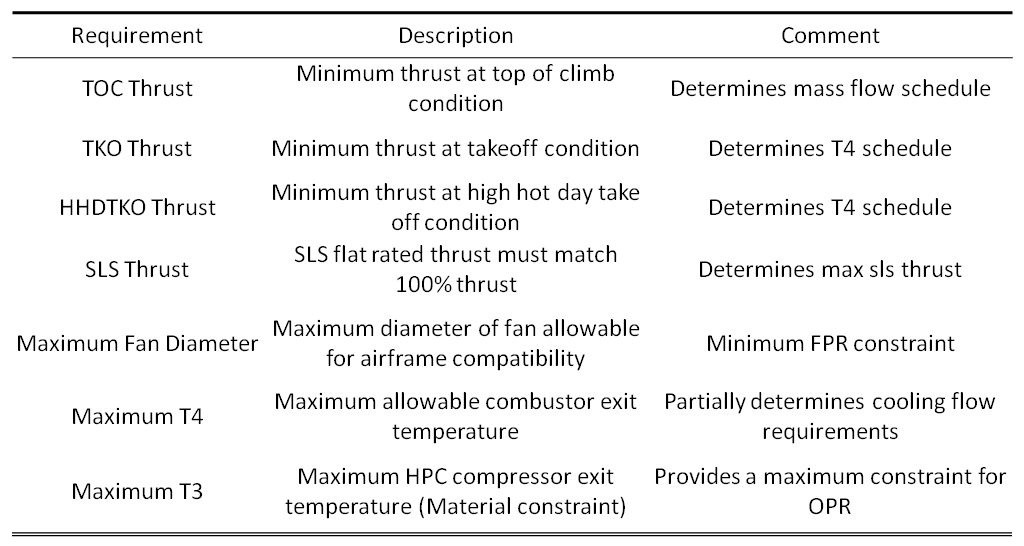 Requirement Description Comment
TOC Thrust Minimum thrust at top of climb condition Determines mass flow schedule
TKO Thrust Minimum thrust at takeoff condition Determines T4 schedule
HHDTKO Thrust Minimum thrust at high hot day take off condition Determines T4 schedule
SLS Thrust SLS flat rated thrust must match 100% thrust Determines max sls thrust
Maximum Fan Diameter Maximum diameter of fan allowable for airframe compatibility Minimum FPR constraint
Maximum T4 Maximum allowable combustor exit temperature Partially determines cooling flow requirements
Maximum T3 Maximum HPC compressor exit temperature (Material constraint) Provides a maximum constraint for OPR